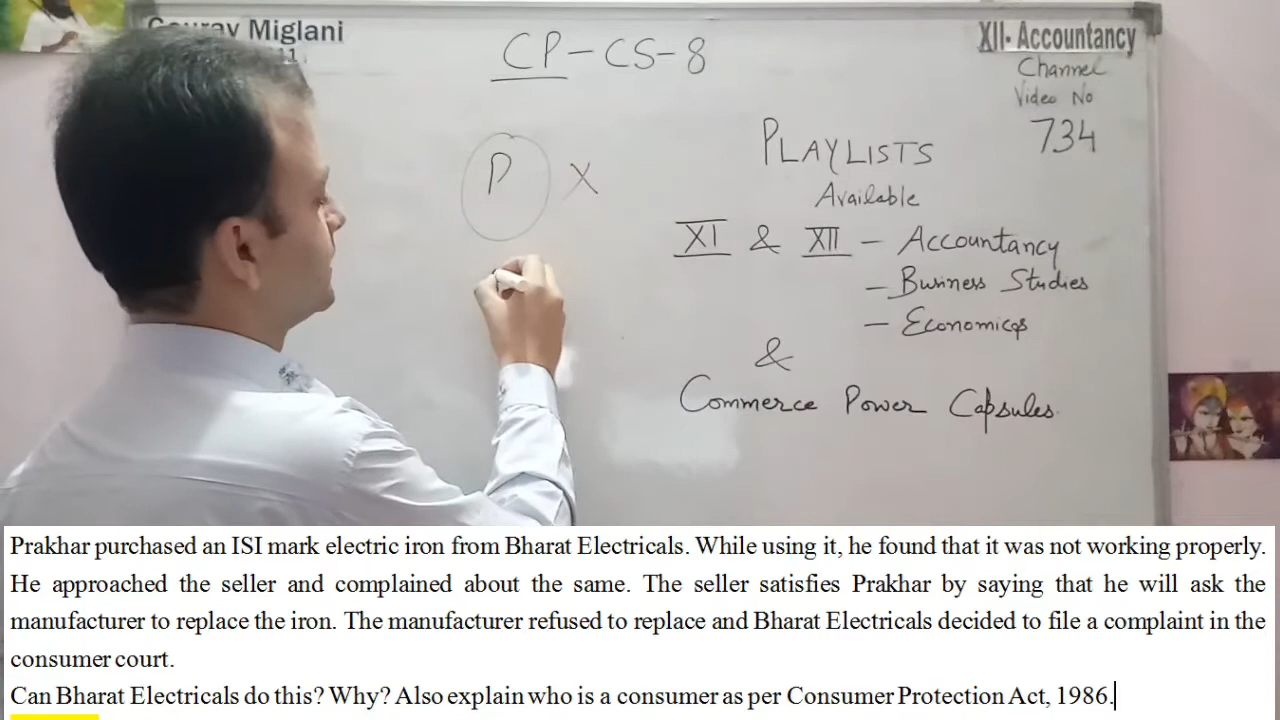 Gourav Miglani
XII- Accountancy
CP-CS-8
Channel
Video No
734
P X
PLAYLISTS
Available
XI & XII - Accountancy
- Business Studies
- Economics
&
Commerce Power Capsules.
Prakhar purchased an ISI mark electric iron from Bharat Electricals. While using it, he found that it was not working properly.
He approached the seller and complained about the same. The seller satisfies Prakhar by saying that he will ask the
manufacturer to replace the iron. The manufacturer refused to replace and Bharat Electricals decided to file a complaint in the
consumer court.
Can Bharat Electricals do this? Why? Also explain who is a consumer as per Consumer Protection Act, 1986.